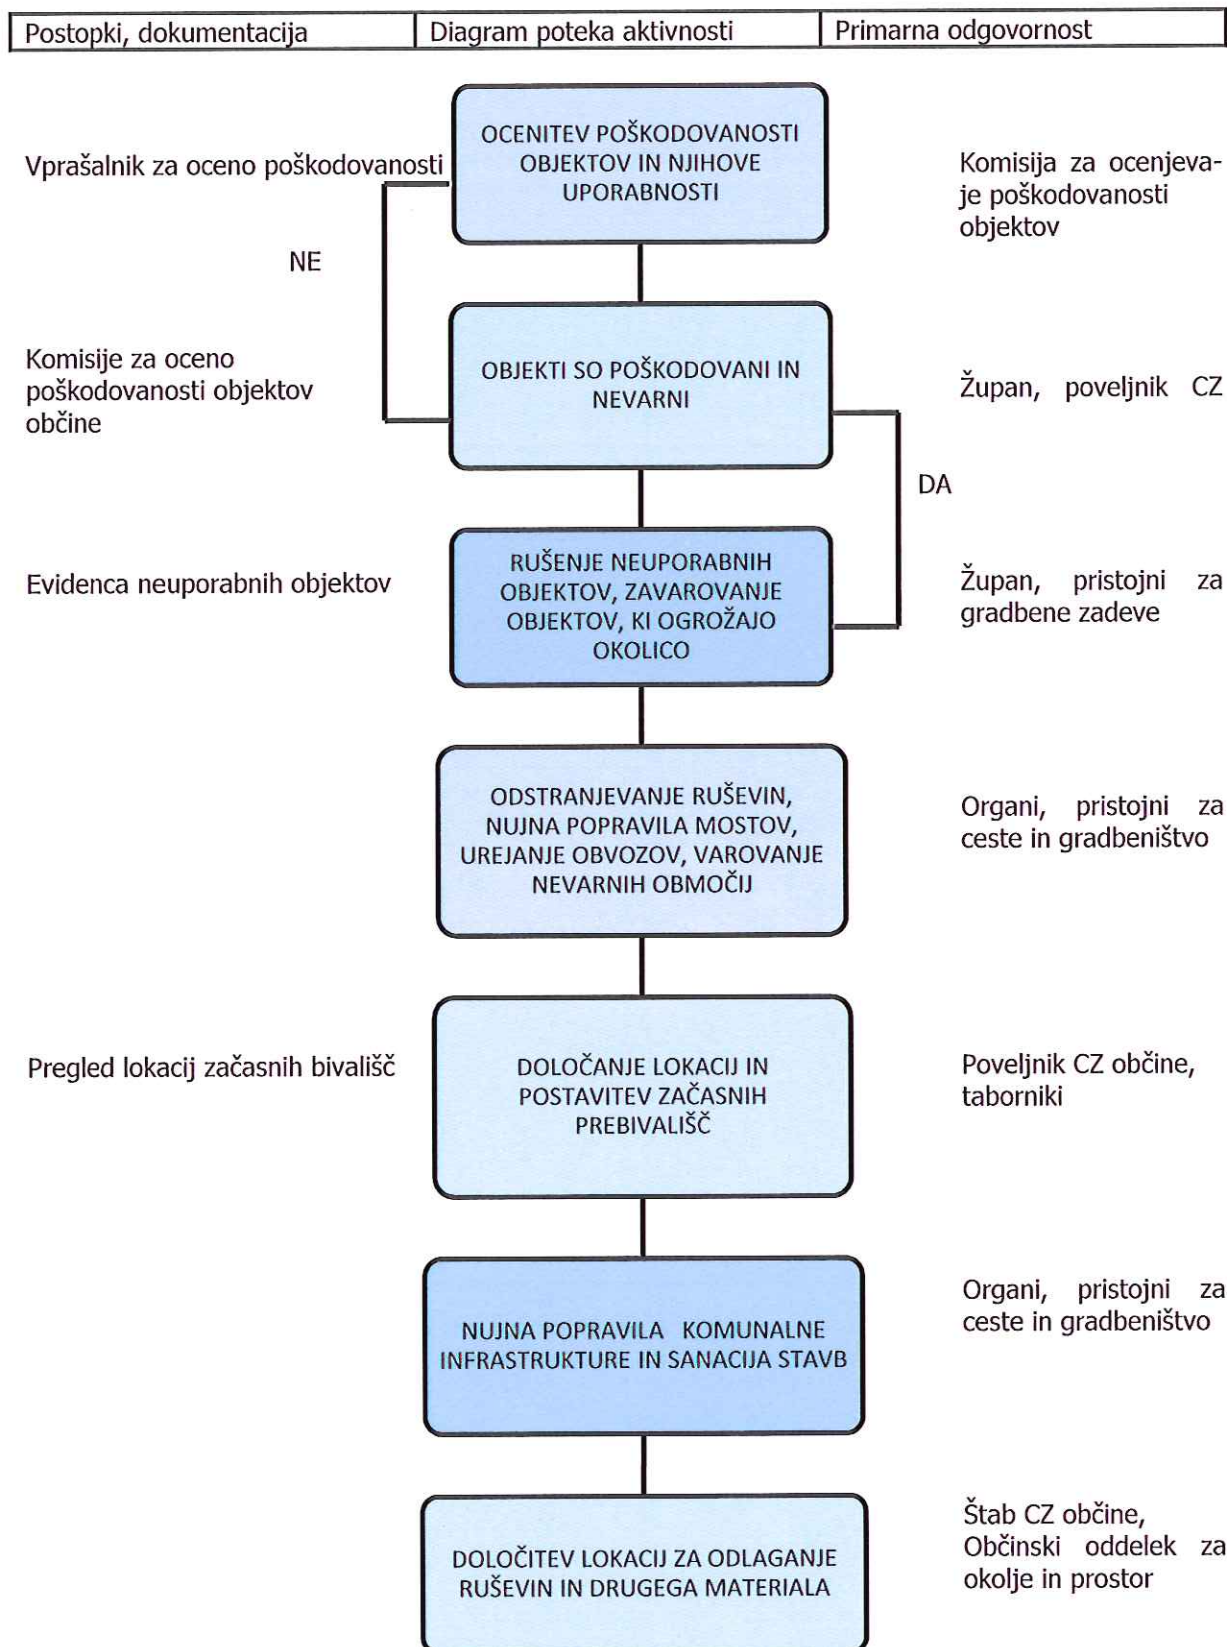 Postopki, dokumentacija
Diagram poteka aktivnosti
Primarna odgovornost
OCENITEV POŠKODOVANOSTI
OBJEKTOV IN NJIHOVE
UPORABNOSTI
Vprašalnik za oceno poškodovanosti
Komisija za ocenjeva-
je poškodovanosti
objektov
NE
Komisije za oceno
poškodovanosti objektov
občine
OBJEKTI SO POŠKODOVANI IN
NEVARNI
Župan, poveljnik CZ
DA
Evidenca neuporabnih objektov
RUŠENJE NEUPORABNIH
OBJEKTOV, ZAVAROVANJE
OBJEKTOV, KI OGROŽAJO
OKOLICO
Župan, pristojni za
gradbene zadeve
ODSTRANJEVANJE RUŠEVIN,
NUJNA POPRAVILA MOSTOV,
UREJANJE OBVOZOV, VAROVANJE
NEVARNIH OBMOČIJ
Organi, pristojni za
ceste in gradbeništvo
Pregled lokacij začasnih bivališč
DOLOČANJE LOKACIJ IN
POSTAVITEV ZAČASNIH
PREBIVALIŠČ
Poveljnik CZ občine,
taborniki
NUJNA POPRAVILA KOMUNALNE
INFRASTRUKTURE IN SANACIJA STAVB
Organi, pristojni za
ceste in gradbeništvo
DOLOČITEV LOKACIJ ZA ODLAGANJE
RUŠEVIN IN DRUGEGA MATERIALA
Štab CZ občine,
Občinski oddelek za
okolje in prostor